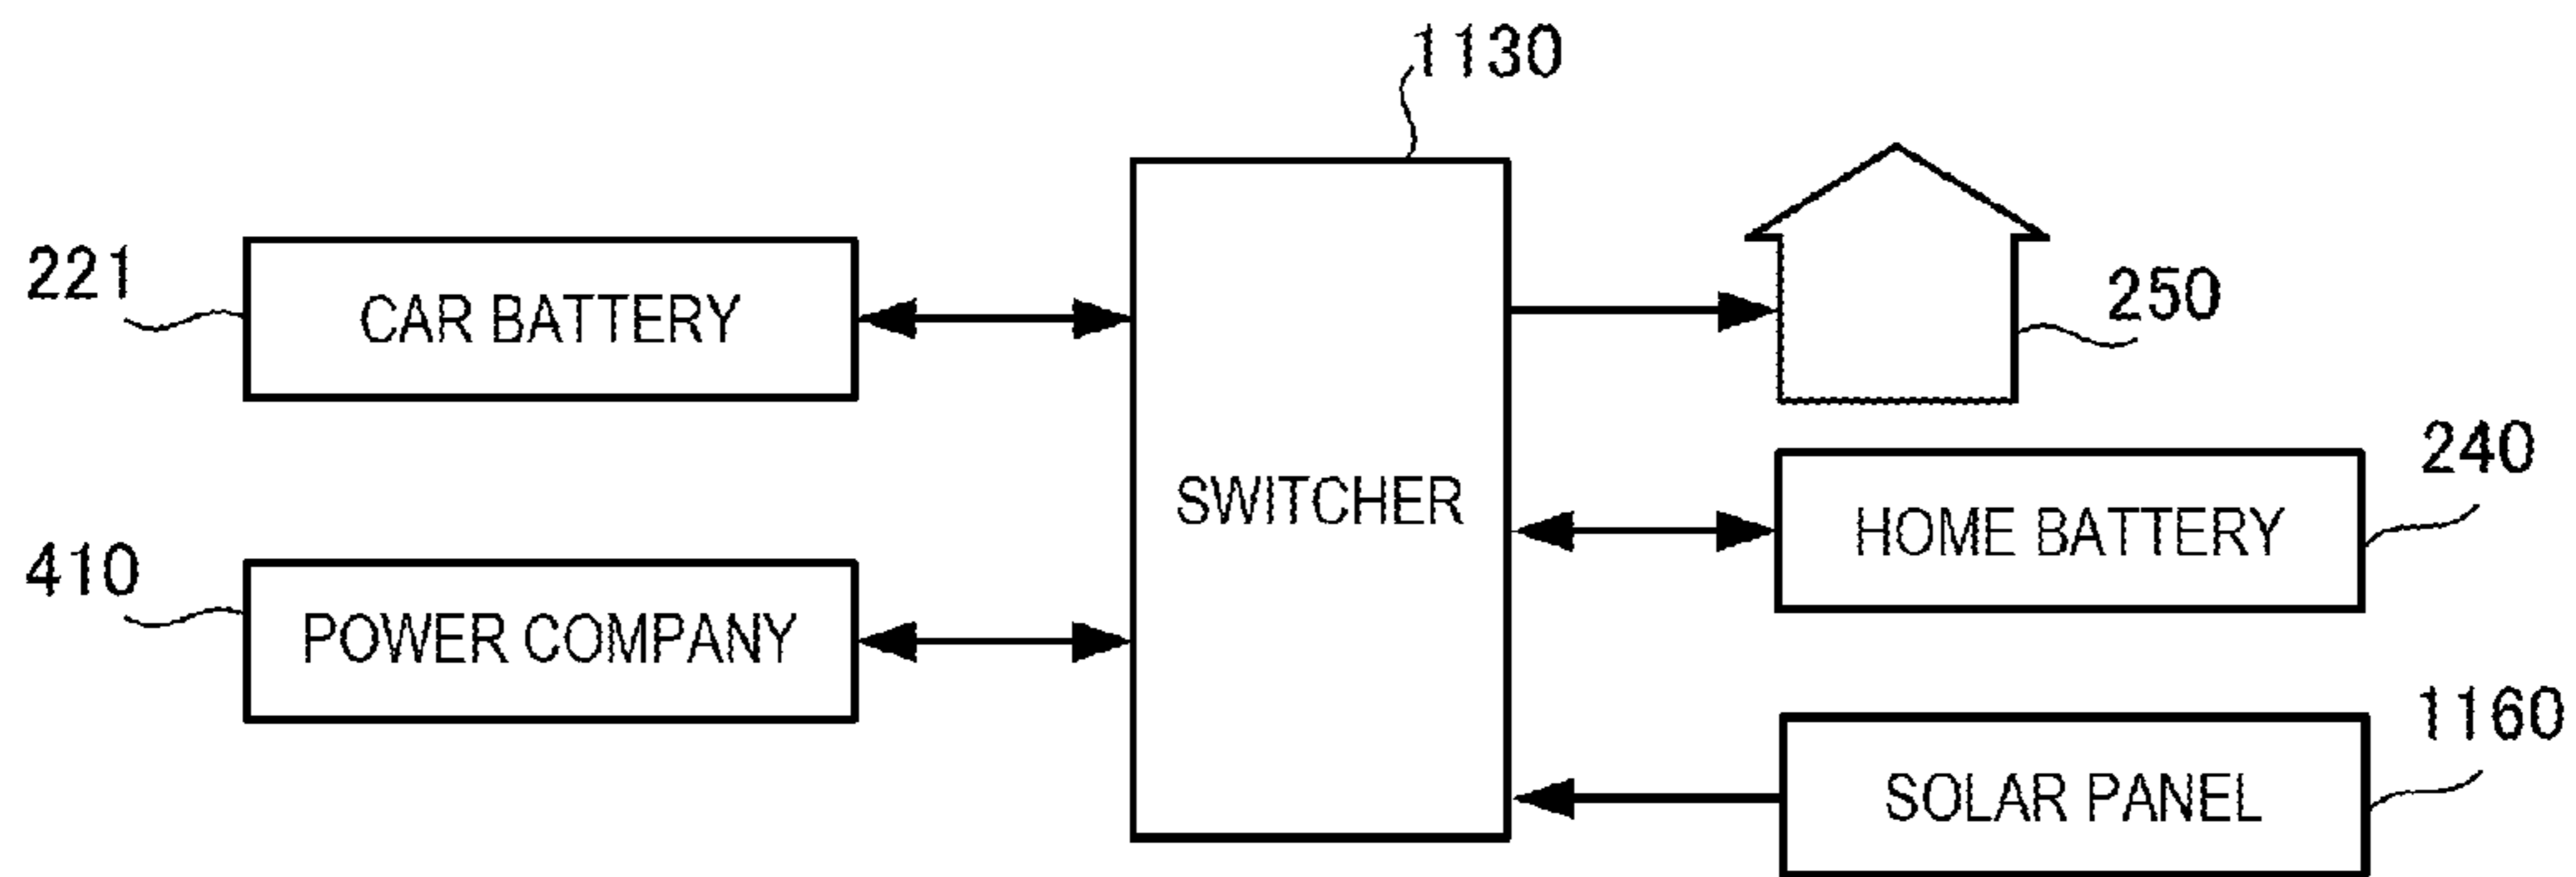 1130
221
CAR BATTERY
250
SWITCHER
240
HOME BATTERY
410
POWER COMPANY
1160
SOLAR PANEL